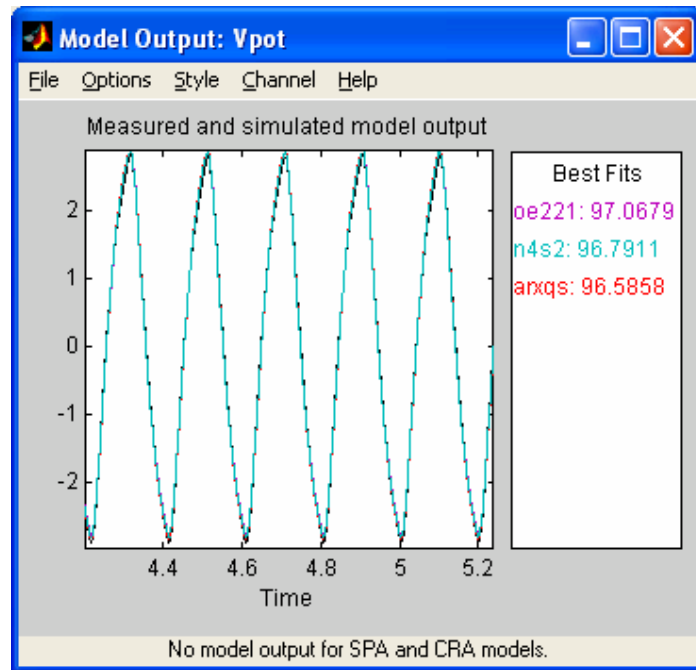 Model Output: Vpot
File Options Style Channel Help
Measured and simulated model output
2
1
0
-1
-2
4.4 4.6 4.8 5 5.2
Time
Best Fits
oe221: 97.0679
n4s2: 96.7911
arxqs: 96.5858
No model output for SPA and CRA models.